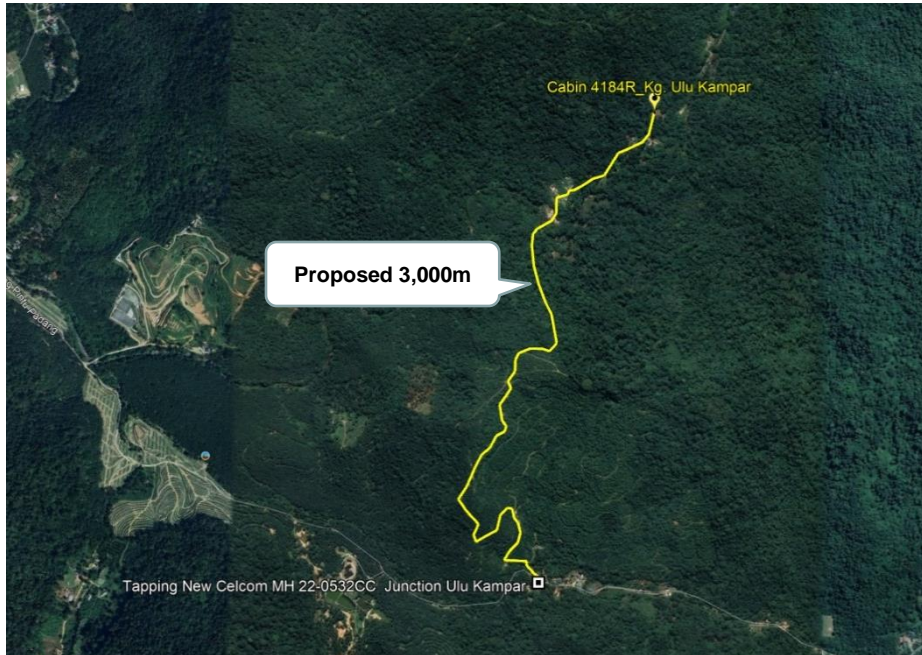 Cabin 4184R_Kg. Ulu Kampar
Proposed 3,000m
Tapping New Celcom MH 22-0532CC Junction Ulu Kampar